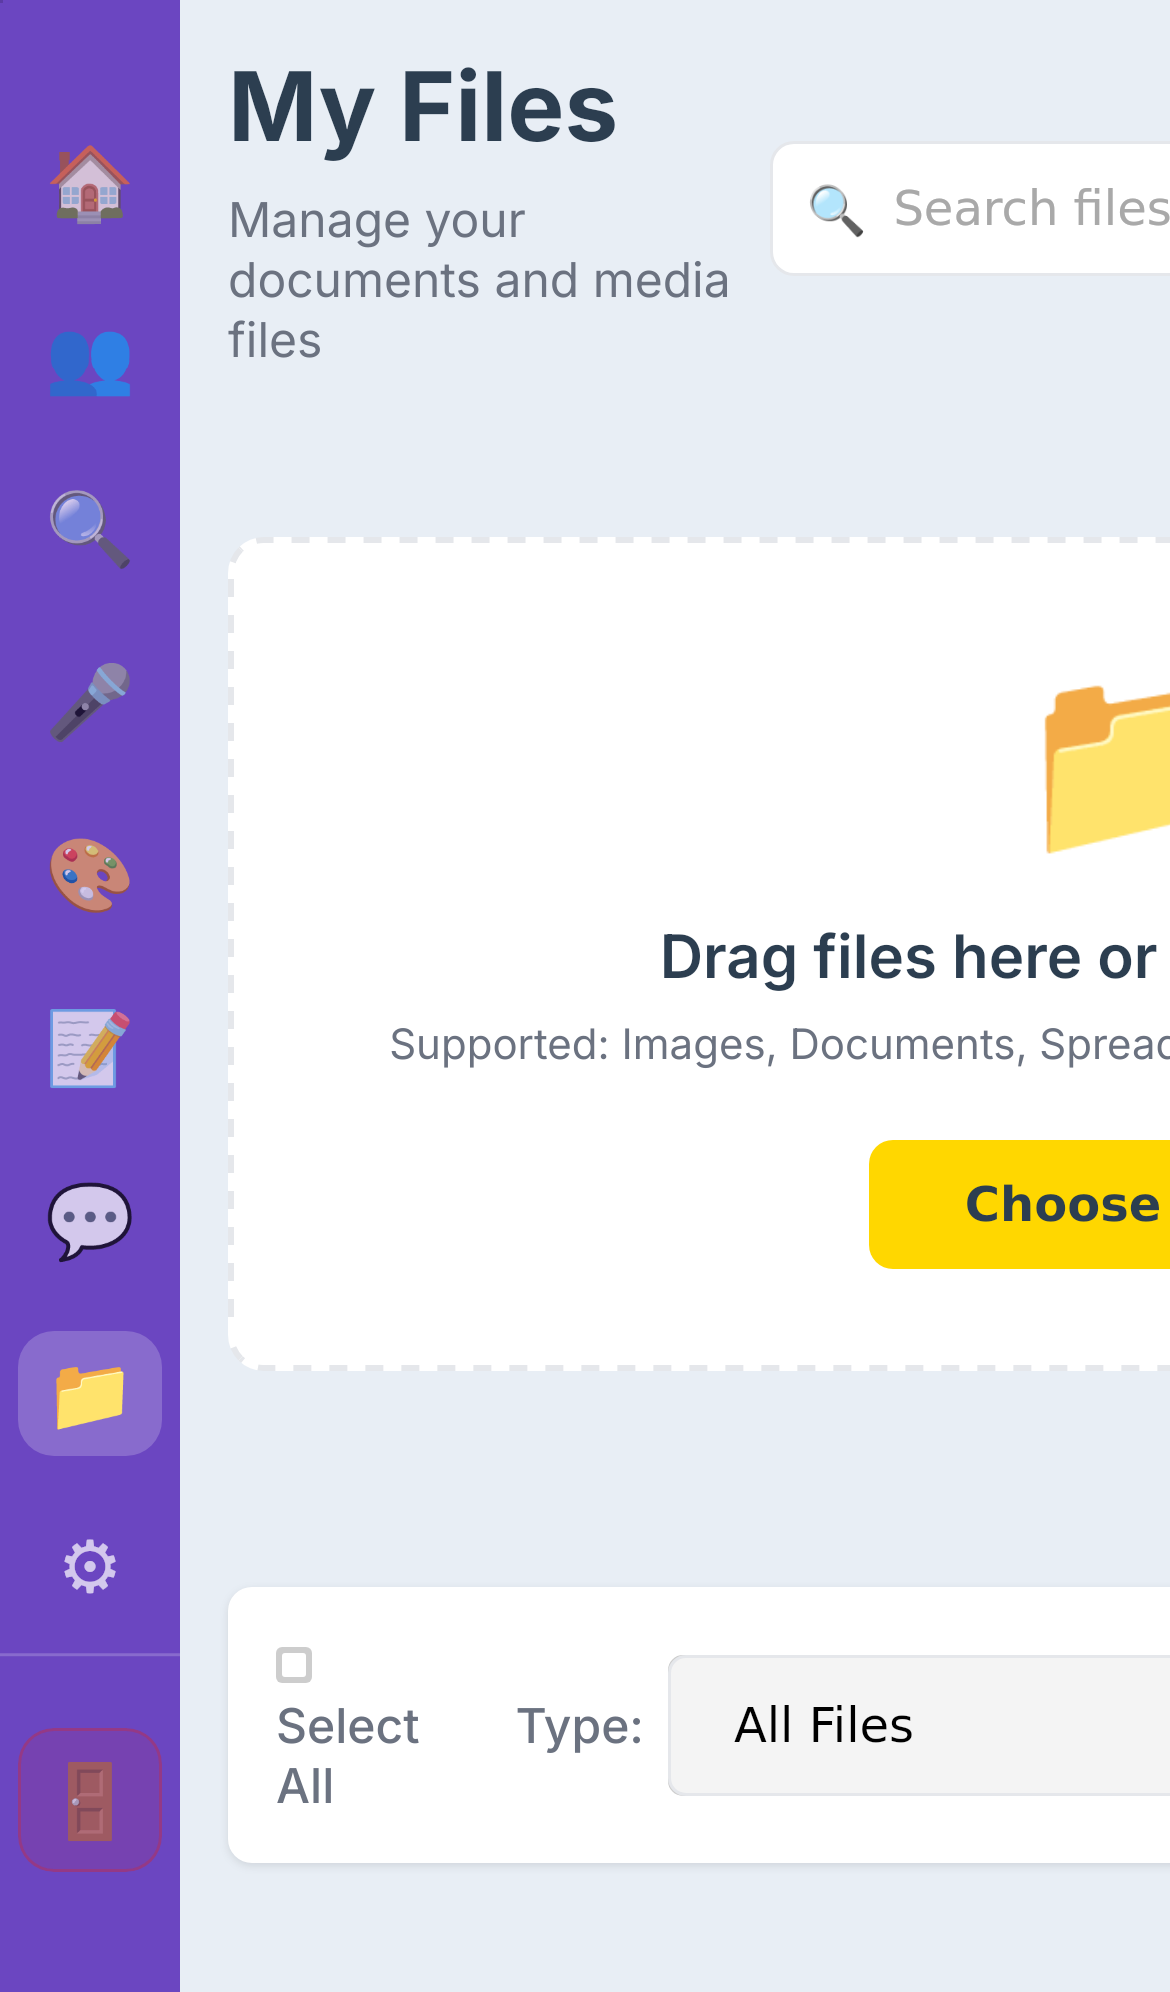 My Files
Manage your
documents and media
files
Search files
Drag files here or
Supported: Images, Documents,
Choose
Select
All
Type:
All Files